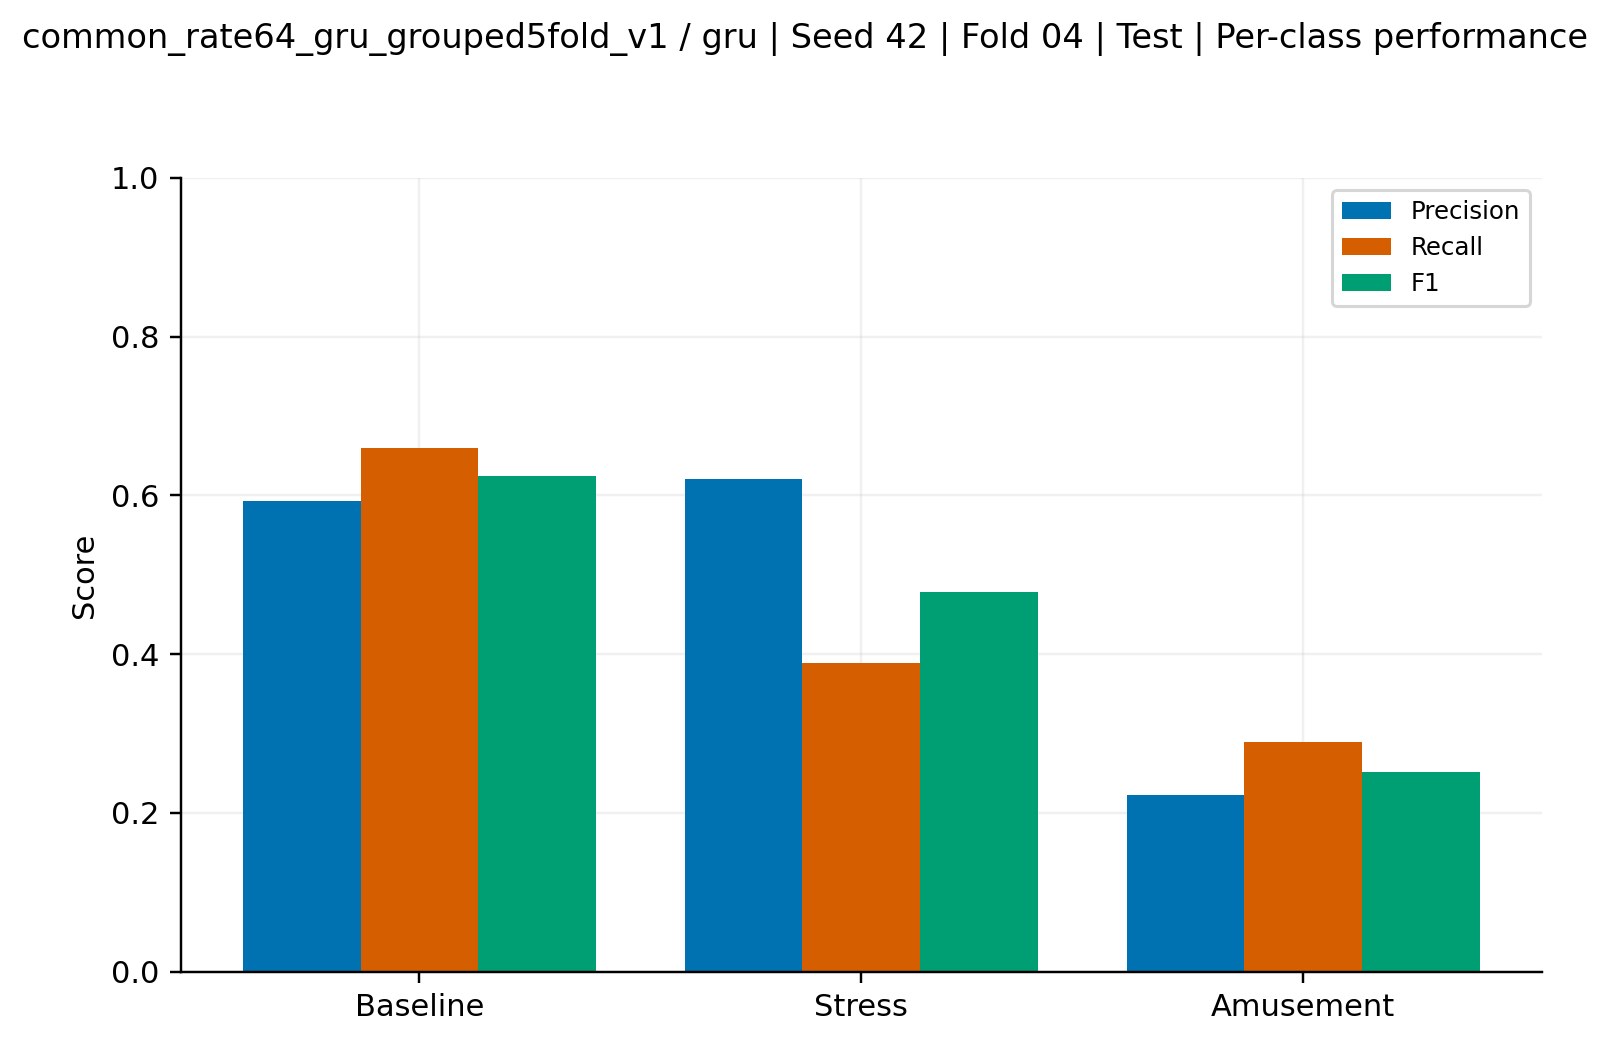 common_rate64_gru_grouped5fold_v1 / gru | Seed 42 | Fold 04 | Test | Per-class performance
1.0
0.8
0.6
0.4
0.2
0.0
Score
Precision
Recall
F1
Baseline
Stress
Amusement